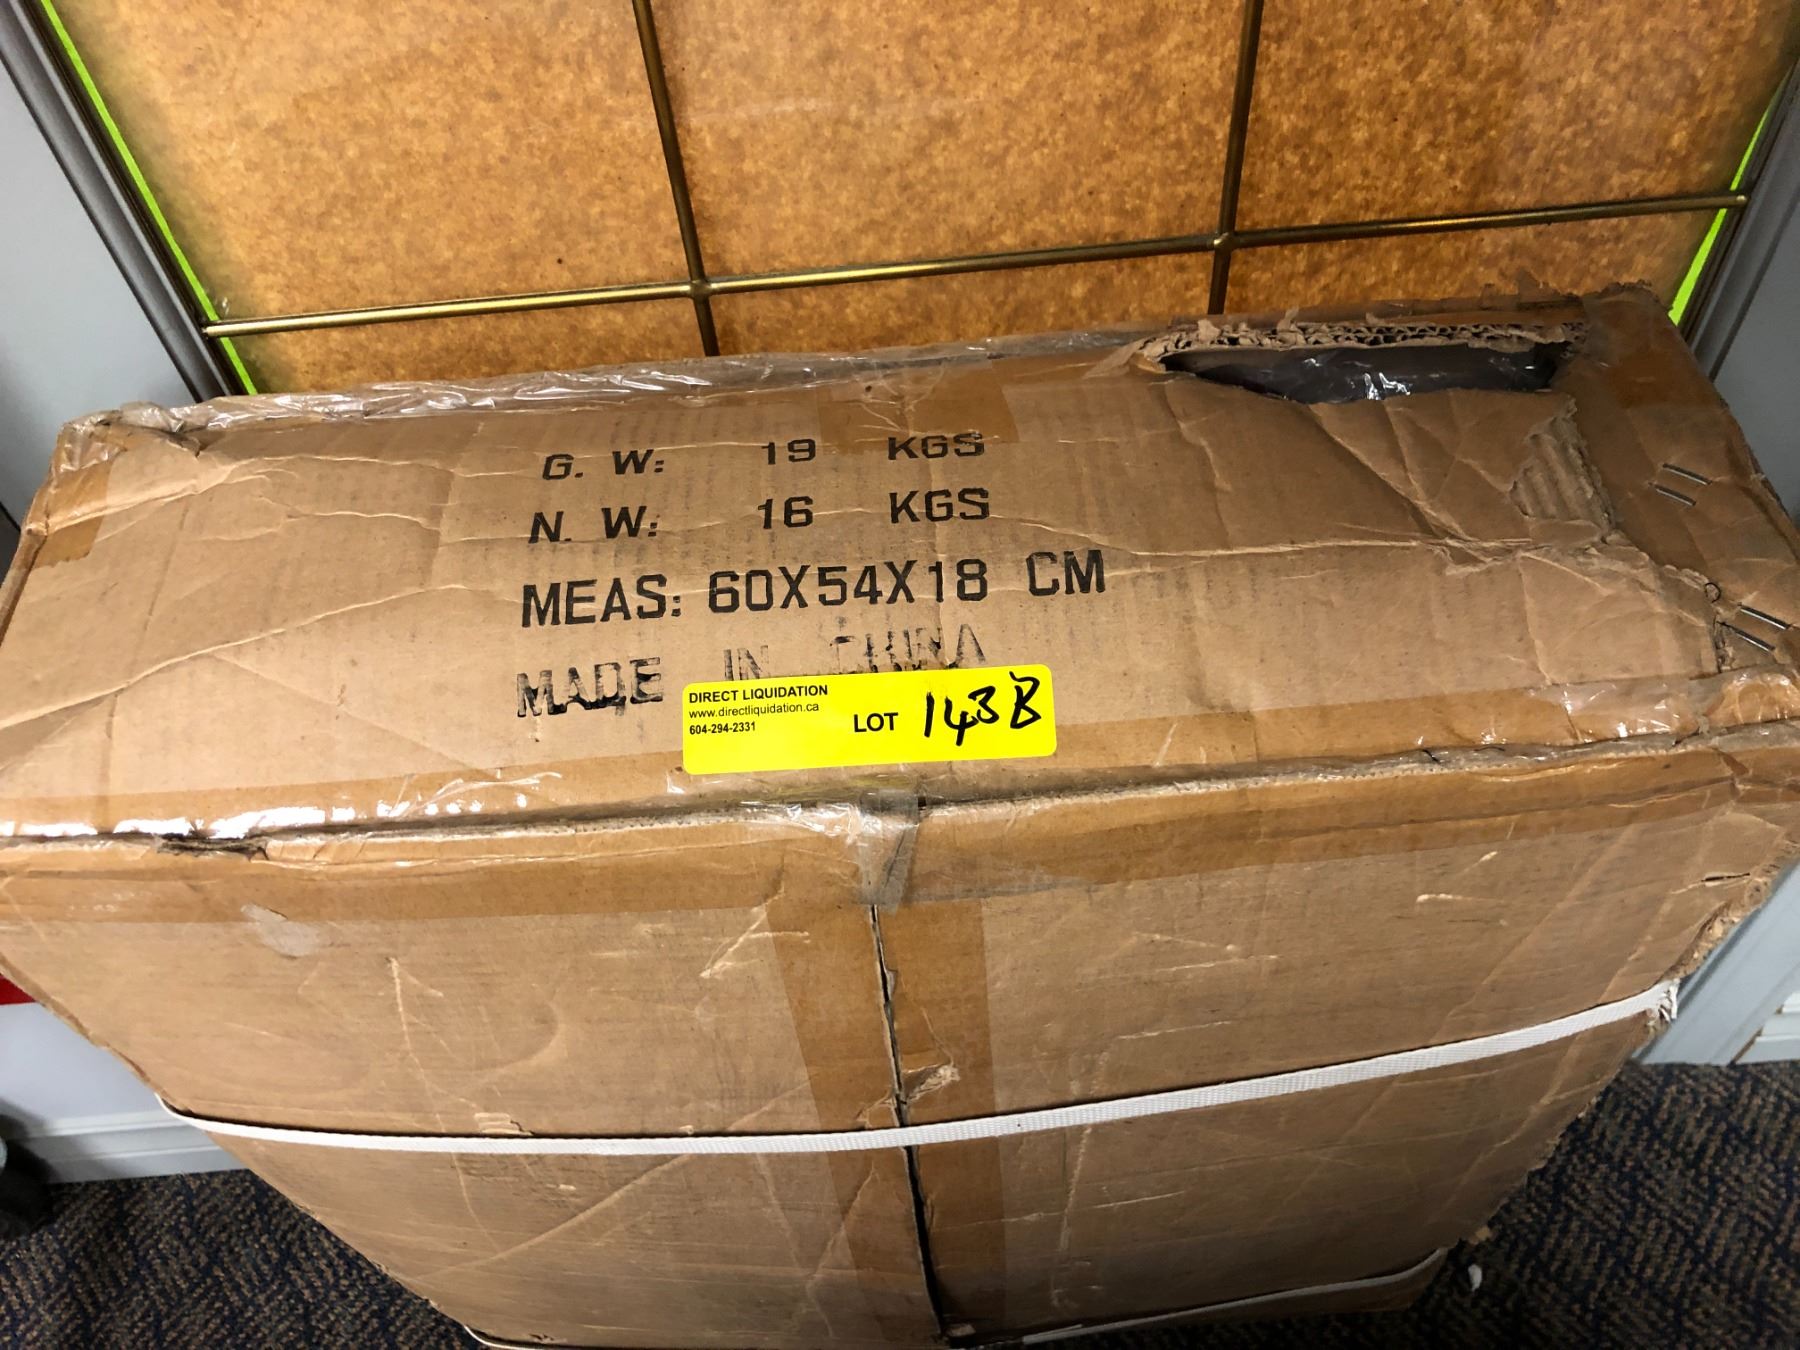 G. W: 19 KGS
N. W: 16 KGS
MEAS: 60X54X18 CM
MADE IN CHINA
DIRECT LIQUIDATION
www.directliquidation.ca
604-294-2331
LOT 143B